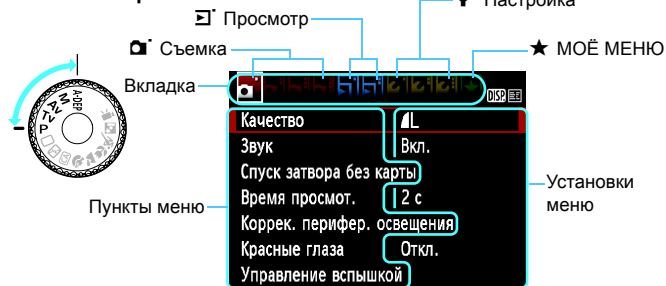 Настройка
Просмотр
Съемка
★ МОЁ МЕНЮ
Вкладка
DISP.
Качество L
Звук Вкл.
Спуск затвора без карты
Время просмот. 2 с
Коррек. перифер. освещения
Красные глаза Откл.
Управление вспышкой
Пункты меню
Установки
меню
A-DEP
M
Av
Tv
P